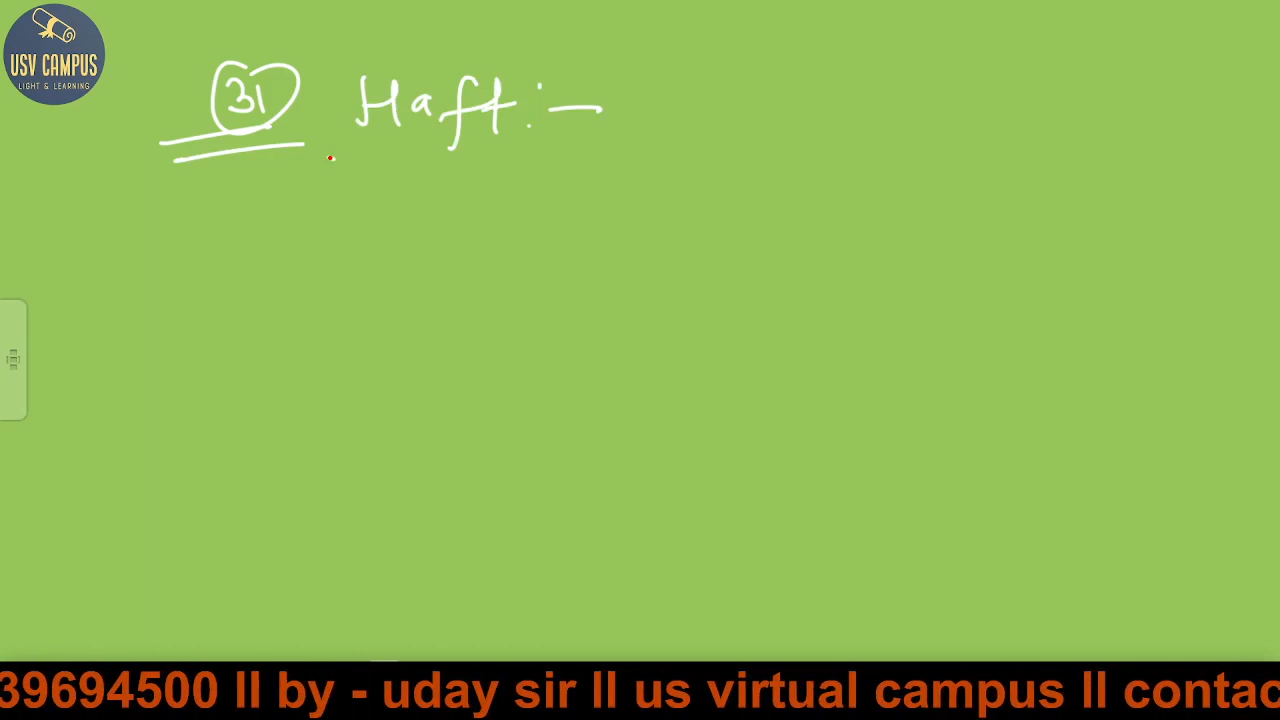 USV CAMPUS
LIGHT & LEARNING
31 Haft :-
39694500 ll by - uday sir ll us virtual campus ll contac